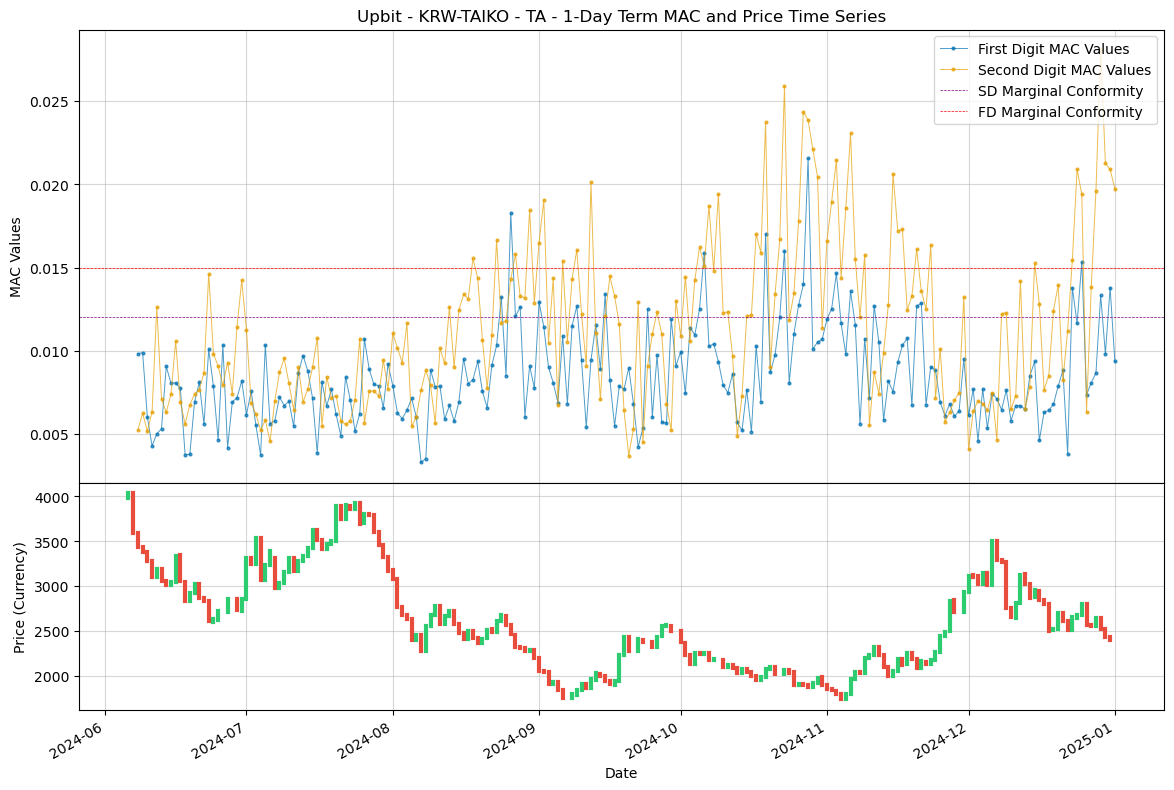 Upbit - KRW-TAIKO - TA - 1-Day Term MAC and Price Time Series
First Digit MAC Values
Second Digit MAC Values
SD Marginal Conformity
FD Marginal Conformity
MAC Values
0.025
0.020
0.015
0.010
0.005
Price (Currency)
4000
3500
3000
2500
2000
2024-06
2024-07
2024-08
2024-09
2024-10
2024-11
2024-12
2025-01
Date